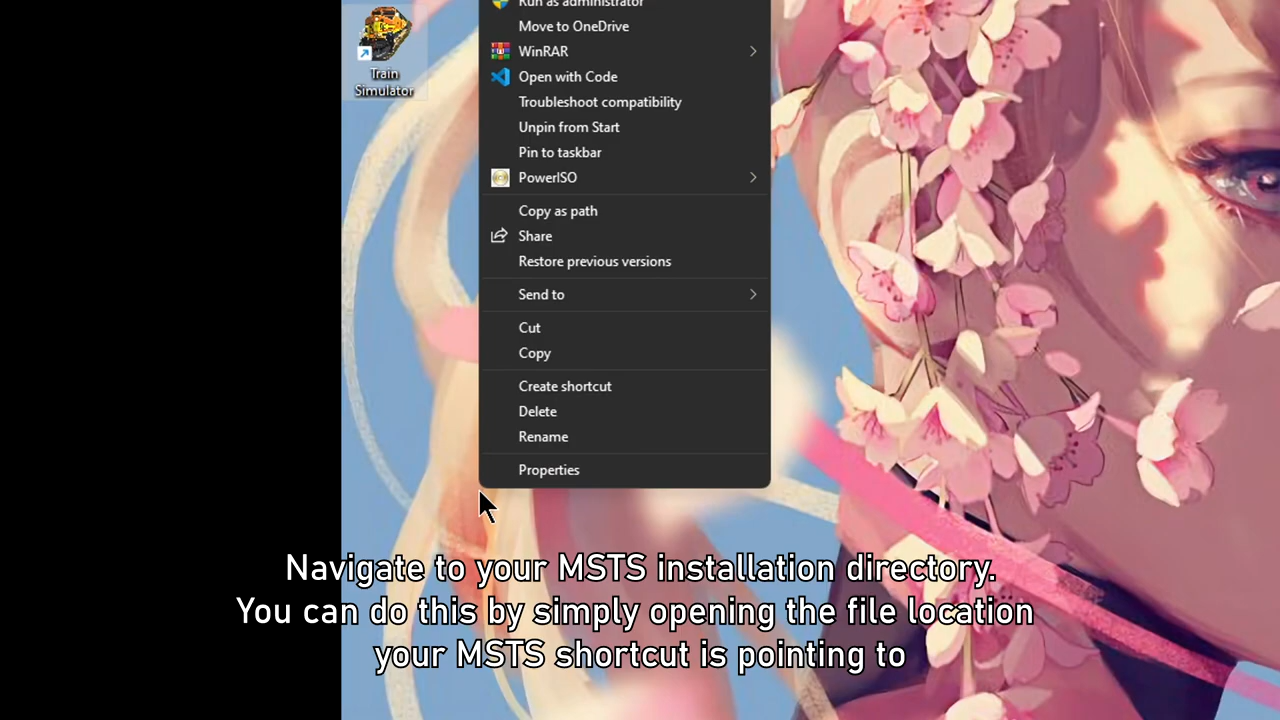 Train
Simulator
Run as administrator
Move to OneDrive
WinRAR
Open with Code
Troubleshoot compatibility
Unpin from Start
Pin to taskbar
PowerISO
Copy as path
Share
Restore previous versions
Send to
Cut
Copy
Create shortcut
Delete
Rename
Properties
Navigate to your MSTS installation directory.
You can do this by simply opening the file location
your MSTS shortcut is pointing to